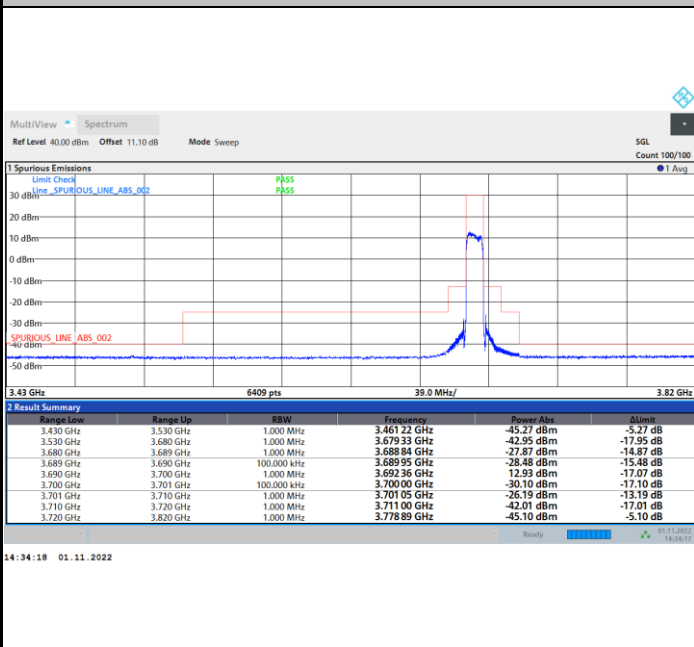 MultiView Spectrum
Ref Level 40.00 dBm Offset 11.10 dB Mode Sweep SGL
Count 100/100
1 Spurious Emissions 1 Avg
Limit Check PASS
Line _SPURIOUS_LINE_ABS_002 PASS
30 dBm
20 dBm
10 dBm
0 dBm
-10 dBm
-20 dBm
-30 dBm
SPURIOUS_LINE_ABS_002
-40 dBm
-50 dBm
3.43 GHz 6409 pts 39.0 MHz/ 3.82 GHz
2 Result Summary
Range Low Range Up RBW Frequency Power Abs ΔLimit
3.430 GHz 3.530 GHz 1.000 MHz 3.461 22 GHz -45.27 dBm -5.27 dB
3.530 GHz 3.680 GHz 1.000 MHz 3.679 33 GHz -42.95 dBm -17.95 dB
3.680 GHz 3.689 GHz 1.000 MHz 3.688 84 GHz -27.87 dBm -14.87 dB
3.689 GHz 3.690 GHz 100.000 kHz 3.689 95 GHz -28.48 dBm -15.48 dB
3.690 GHz 3.700 GHz 1.000 MHz 3.692 36 GHz 12.93 dBm -17.07 dB
3.700 GHz 3.701 GHz 100.000 kHz 3.700 00 GHz -30.10 dBm -17.10 dB
3.701 GHz 3.710 GHz 1.000 MHz 3.701 05 GHz -26.19 dBm -13.19 dB
3.710 GHz 3.720 GHz 1.000 MHz 3.711 00 GHz -42.01 dBm -17.01 dB
3.720 GHz 3.820 GHz 1.000 MHz 3.778 89 GHz -45.10 dBm -5.10 dB
Ready 01.11.2022
14:34:17
14:34:18 01.11.2022